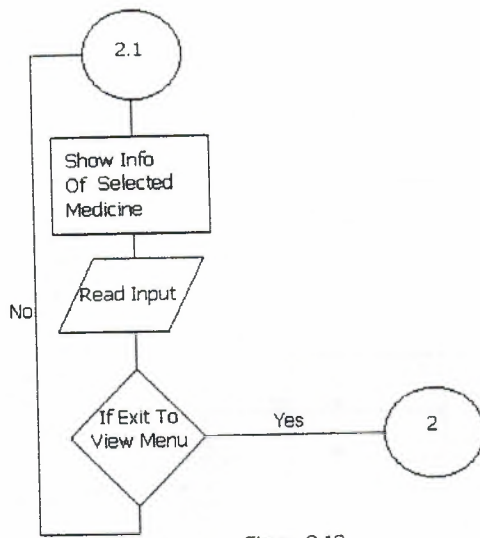 2.1
Show Info
Of Selected
Medicine
Read Input
No
If Exit To
View Menu
Yes
2